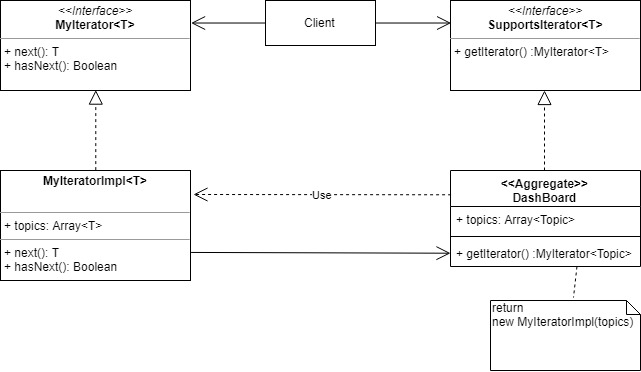 <<Interface>>
MyIterator<T>
+ next(): T
+ hasNext(): Boolean
Client
<<Interface>>
SupportsIterator<T>
+ getIterator() :MyIterator<T>
MyIteratorImpl<T>
+ topics: Array<T>
+ next(): T
+ hasNext(): Boolean
Use
<<Aggregate>>
DashBoard
+ topics: Array<Topic>
+ getIterator() :MyIterator<Topic>
return
new MyIteratorImpl(topics)